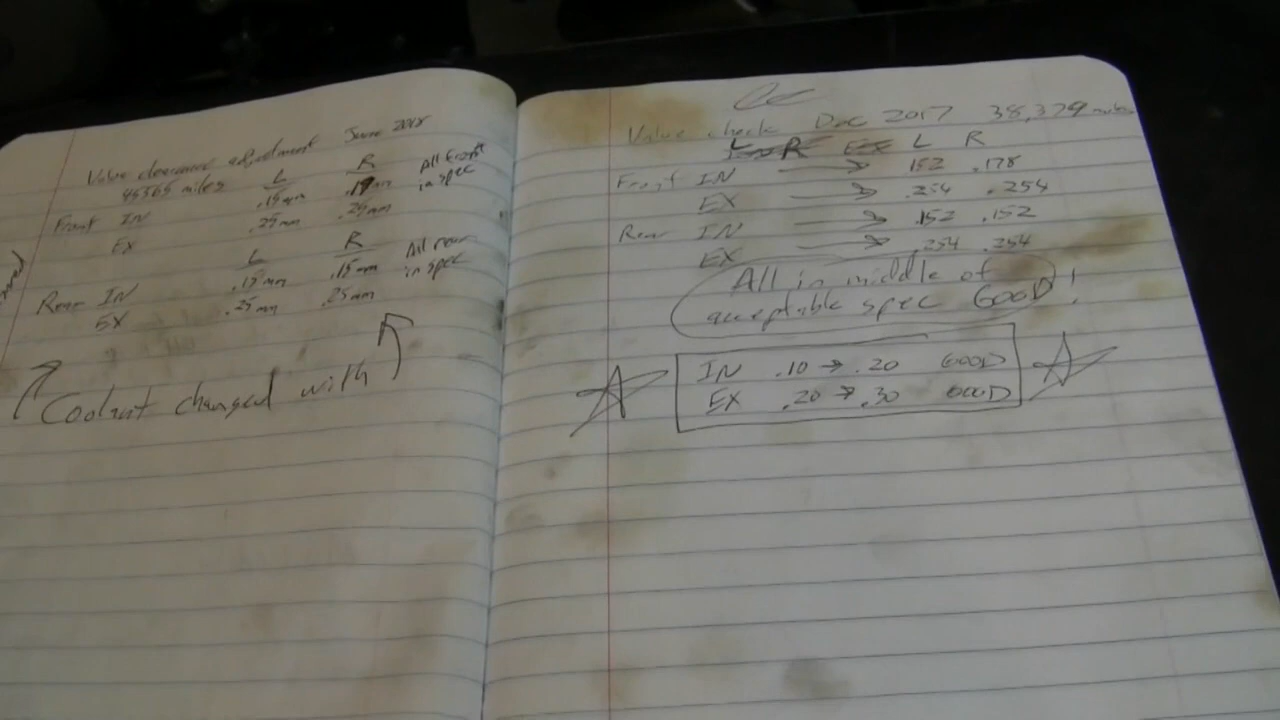 Valve clearance adjustment June 2018
45365 miles L R All front
Front IN .15mm .17mm in spec
EX .25mm .25mm
L R All rear
Rear IN .15mm .15mm in spec
EX .25mm .25mm
Coolant changed with
Valve check Dec 2017 38,379 miles
L R
Front IN → .152 .178
EX → .254 .254
Rear IN → .152 .152
EX → .254 .254
All in middle of
acceptable spec GOOD!
IN .10 → .20 GOOD
EX .20 → .30 GOOD